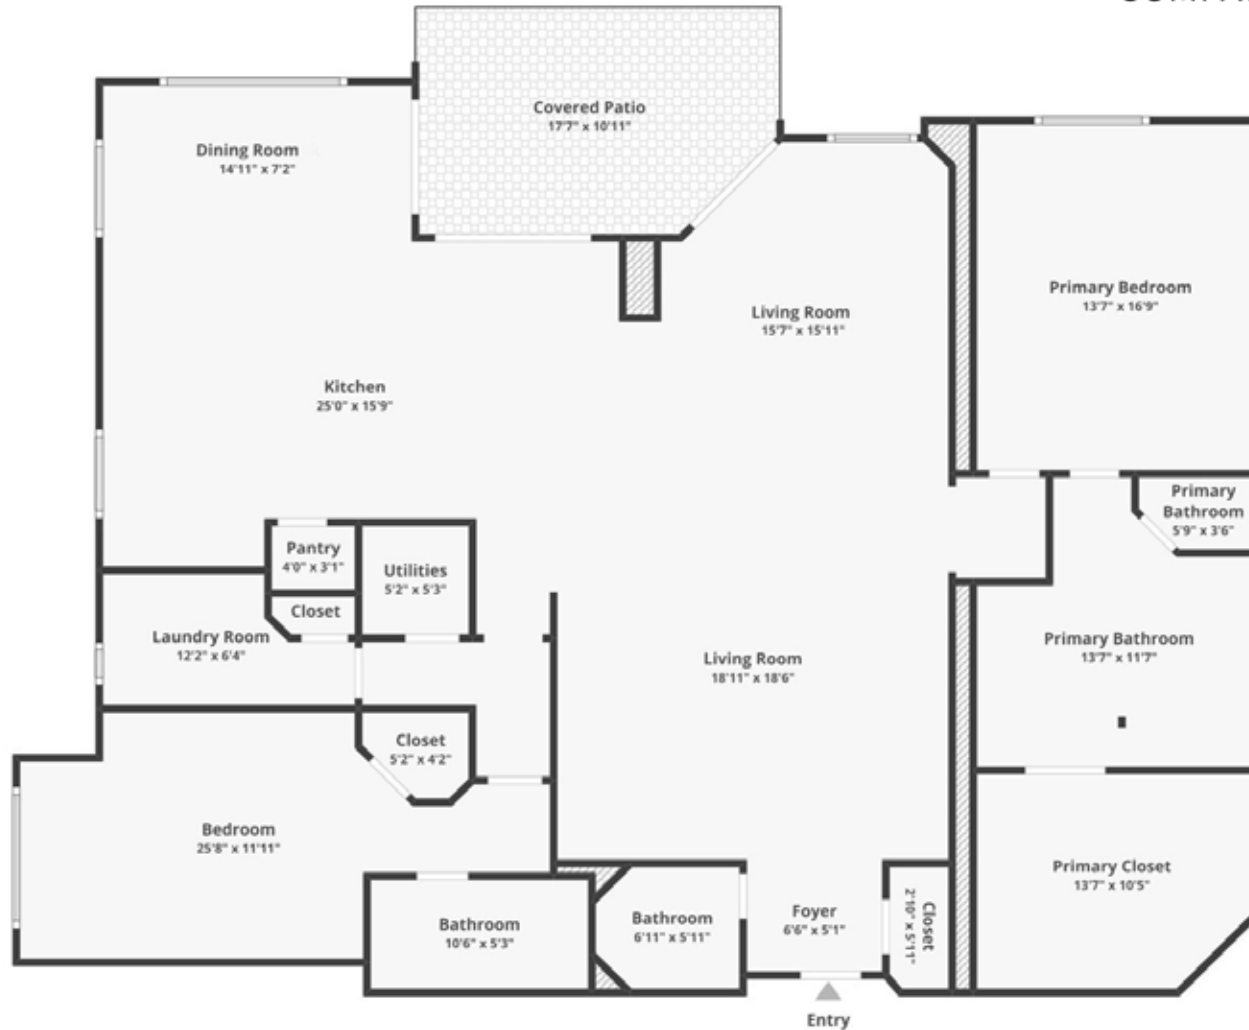 Covered Patio
17'7" x 10'11"
Dining Room
14'11" x 7'2"
Primary Bedroom
13'7" x 16'9"
Living Room
15'7" x 15'11"
Kitchen
25'0" x 15'9"
Primary
Bathroom
5'9" x 3'6"
Pantry
4'0" x 3'1"
Utilities
5'2" x 5'3"
Closet
Laundry Room
12'2" x 6'4"
Primary Bathroom
13'7" x 11'7"
Living Room
18'11" x 18'6"
Closet
5'2" x 4'2"
Bedroom
25'8" x 11'11"
Primary Closet
13'7" x 10'5"
Bathroom
10'6" x 5'3"
Bathroom
6'11" x 5'11"
Foyer
6'6" x 5'1"
Closet
2'10" x 5'11"
Entry